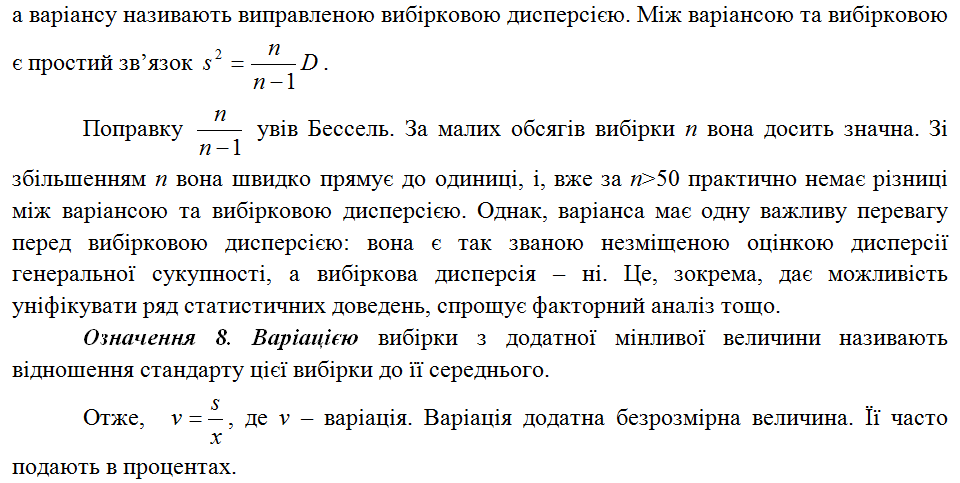 а варіансу називають виправленою вибірковою дисперсією. Між варіансою та вибірковою
є простий зв’язок s² = n/(n−1) D .
Поправку n/(n−1) увів Бессель. За малих обсягів вибірки n вона досить значна. Зі
збільшенням n вона швидко прямує до одиниці, і, вже за n>50 практично немає різниці
між варіансою та вибірковою дисперсією. Однак, варіанса має одну важливу перевагу
перед вибірковою дисперсією: вона є так званою незміщеною оцінкою дисперсії
генеральної сукупності, а вибіркова дисперсія – ні. Це, зокрема, дає можливість
уніфікувати ряд статистичних доведень, спрощує факторний аналіз тощо.
Означення 8. Варіацією вибірки з додатної мінливої величини називають
відношення стандарту цієї вибірки до її середнього.
Отже, v = s/x , де v – варіація. Варіація додатна безрозмірна величина. Її часто
подають в процентах.